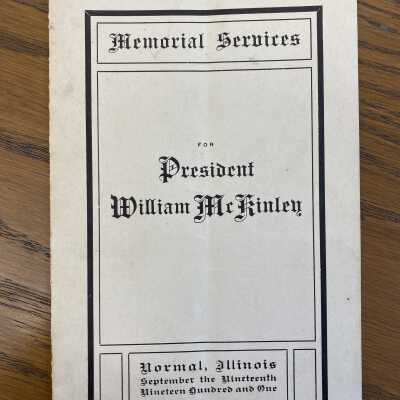 Memorial Services
FOR
President
William McKinley
Normal, Illinois
September the Nineteenth
Nineteen Hundred and One